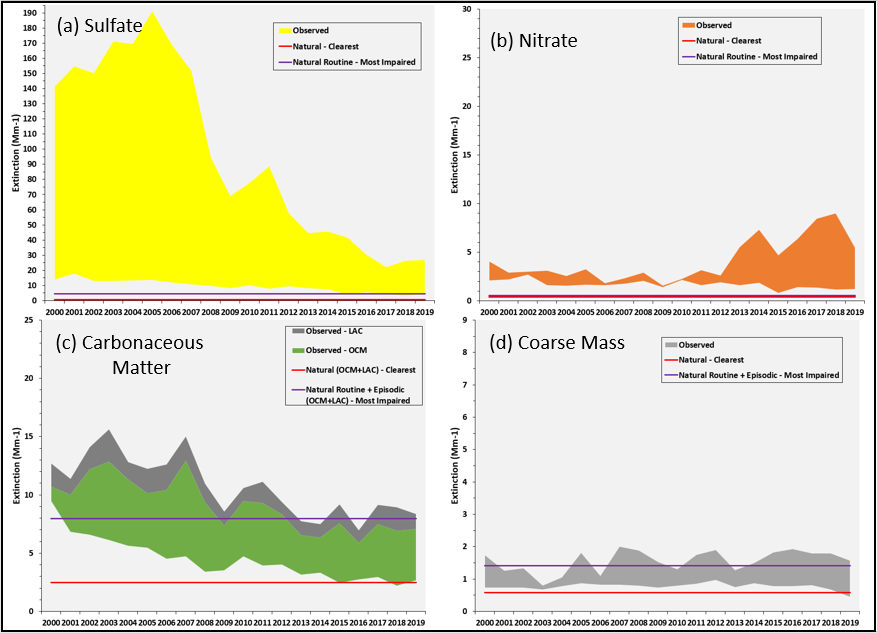 (a) Sulfate
Observed
Natural - Clearest
Natural Routine - Most Impaired
Extinction (Mm-1)
190
180
170
160
150
140
130
120
110
100
90
80
70
60
50
40
30
20
10
0
2000 2001 2002 2003 2004 2005 2006 2007 2008 2009 2010 2011 2012 2013 2014 2015 2016 2017 2018 2019
(b) Nitrate
Observed
Natural - Clearest
Natural Routine - Most Impaired
Extinction (Mm-1)
30
25
20
15
10
5
0
2000 2001 2002 2003 2004 2005 2006 2007 2008 2009 2010 2011 2012 2013 2014 2015 2016 2017 2018 2019
(c) Carbonaceous
Matter
Observed - LAC
Observed - OCM
Natural (OCM+LAC) - Clearest
Natural Routine + Episodic
(OCM+LAC) - Most Impaired
Extinction (Mm-1)
25
20
15
10
5
0
2000 2001 2002 2003 2004 2005 2006 2007 2008 2009 2010 2011 2012 2013 2014 2015 2016 2017 2018 2019
(d) Coarse Mass
Observed
Natural - Clearest
Natural Routine + Episodic - Most Impaired
Extinction (Mm-1)
9
8
7
6
5
4
3
2
1
0
2000 2001 2002 2003 2004 2005 2006 2007 2008 2009 2010 2011 2012 2013 2014 2015 2016 2017 2018 2019